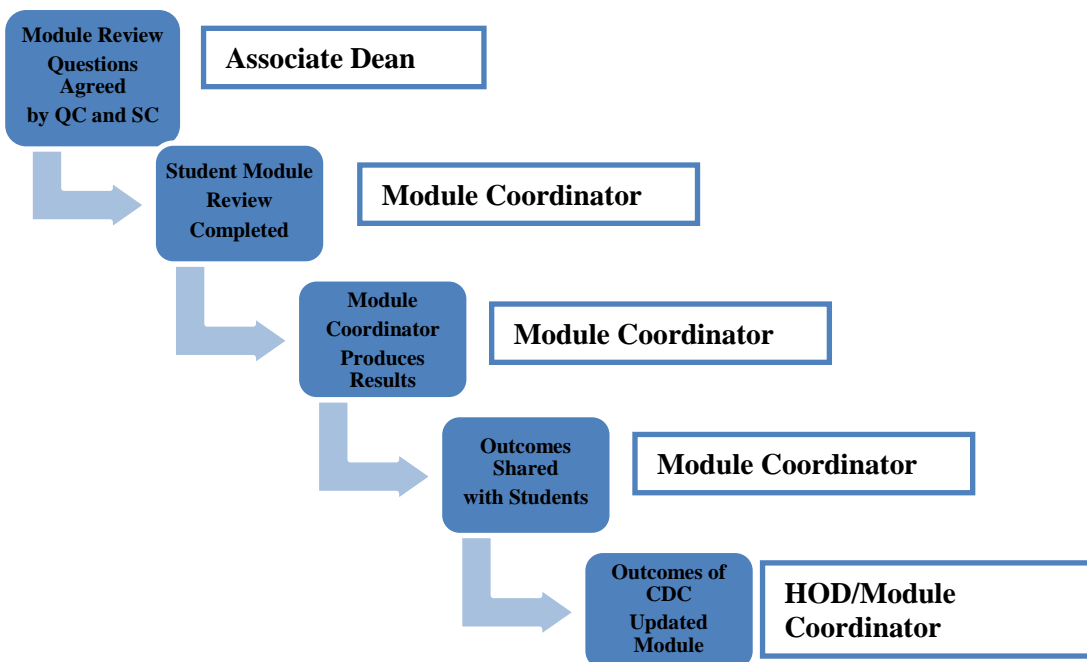 Module Review
Questions
Agreed
by QC and SC
Associate Dean
Student Module
Review
Completed
Module Coordinator
Module
Coordinator
Produces
Results
Module Coordinator
Outcomes
Shared
with Students
Module Coordinator
Outcomes of
CDC
Updated
Module
HOD/Module
Coordinator